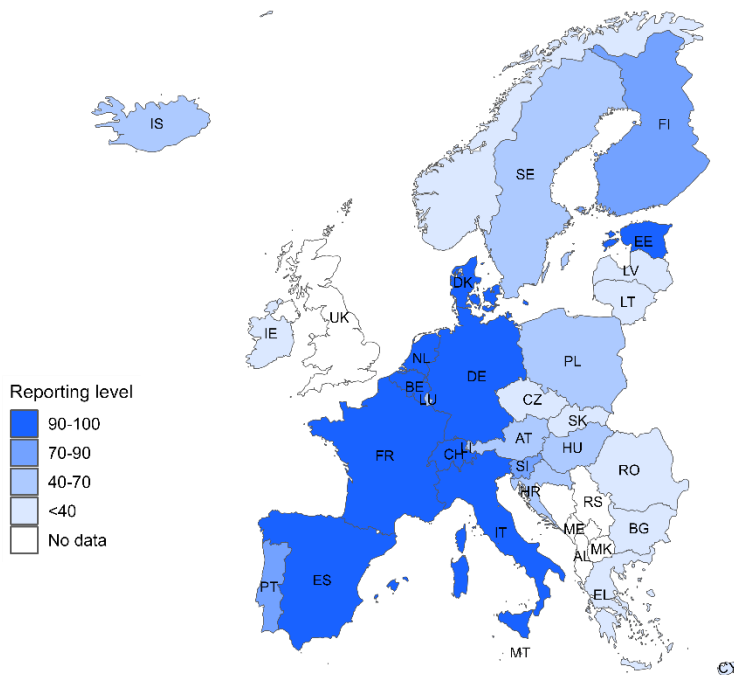 IS
FI
SE
EE
LV
DK
LT
UK
IE
NL
PL
BE
DE
LU
CZ
SK
FR
CH
LI
AT
HU
SI
RO
HR
RS
IT
ME
BG
AL
MK
PT
ES
EL
MT
CY
Reporting level
90-100
70-90
40-70
<40
No data